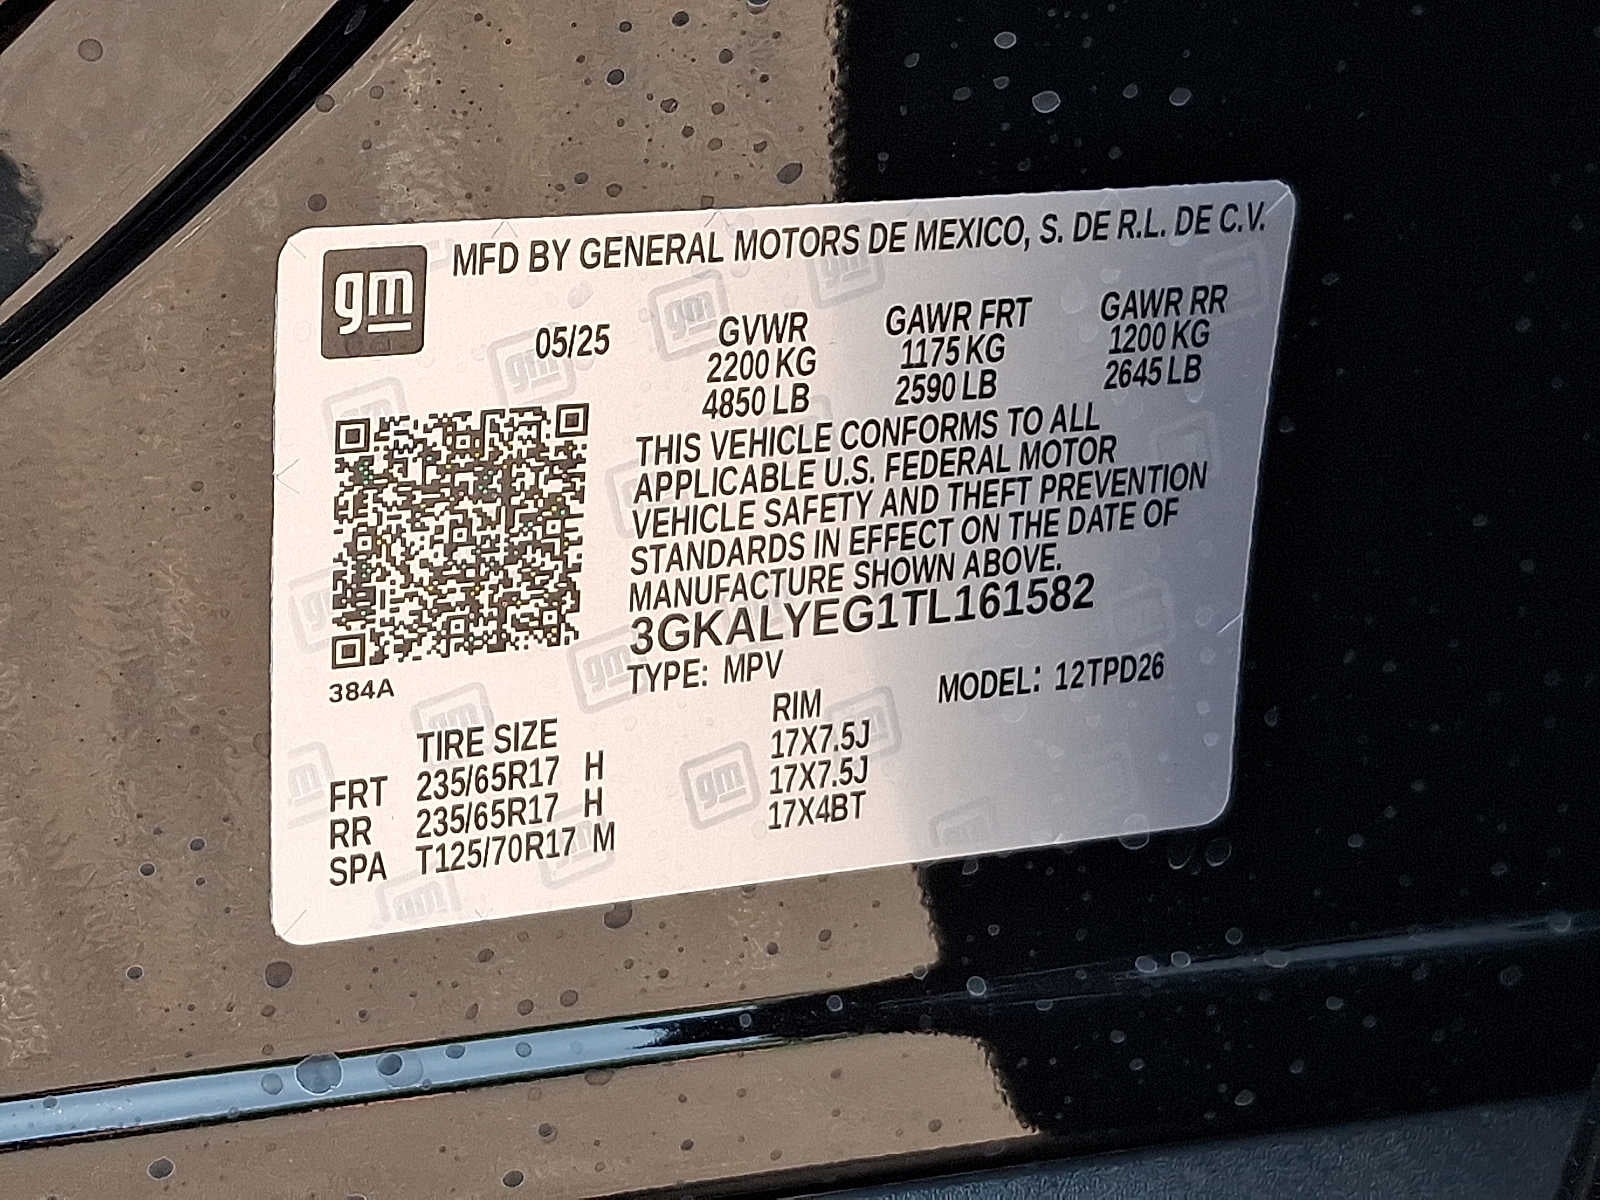 gm MFD BY GENERAL MOTORS DE MEXICO, S. DE R.L. DE C.V.
05/25 GVWR GAWR FRT GAWR RR
2200 KG 1175 KG 1200 KG
4850 LB 2590 LB 2645 LB
THIS VEHICLE CONFORMS TO ALL
APPLICABLE U.S. FEDERAL MOTOR
VEHICLE SAFETY AND THEFT PREVENTION
STANDARDS IN EFFECT ON THE DATE OF
MANUFACTURE SHOWN ABOVE.
3GKALYEG1TL161582
384A
TYPE: MPV MODEL: 12TPD26
TIRE SIZE RIM
FRT 235/65R17 H 17X7.5J
RR 235/65R17 H 17X7.5J
SPA T125/70R17 M 17X4BT